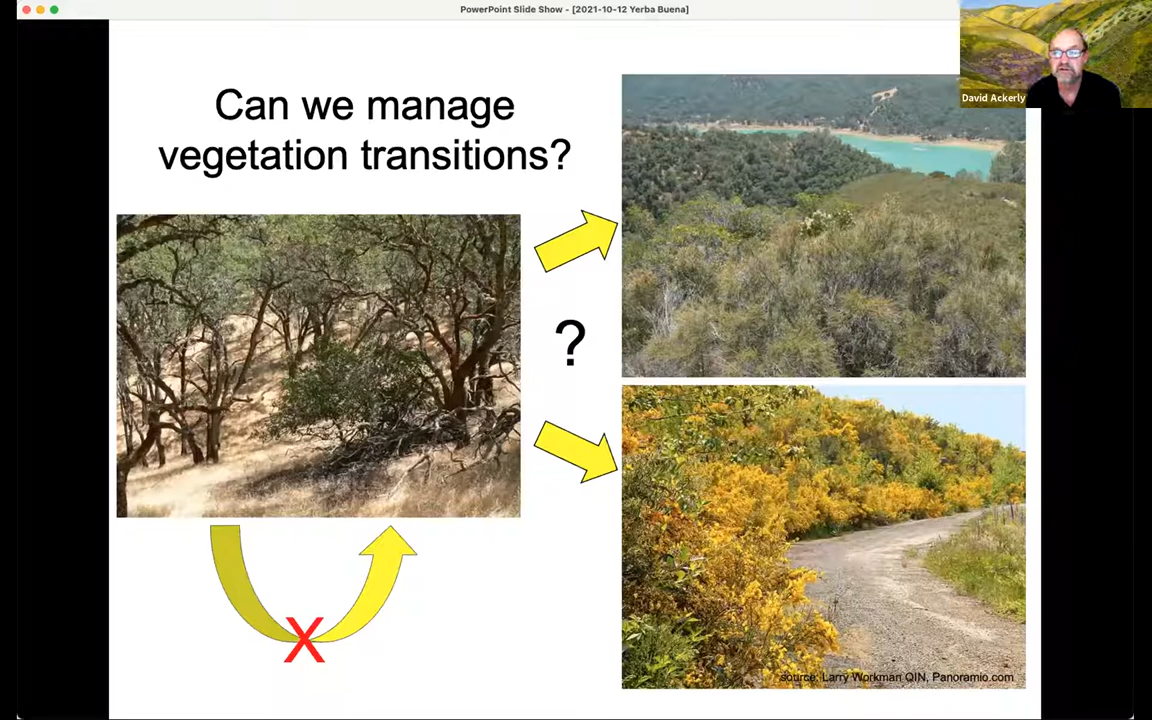 PowerPoint Slide Show - [2021-10-12 Yerba Buena]
David Ackerly
Can we manage
vegetation transitions?
?
X
source: Larry Workman QIN, Panoramio.com